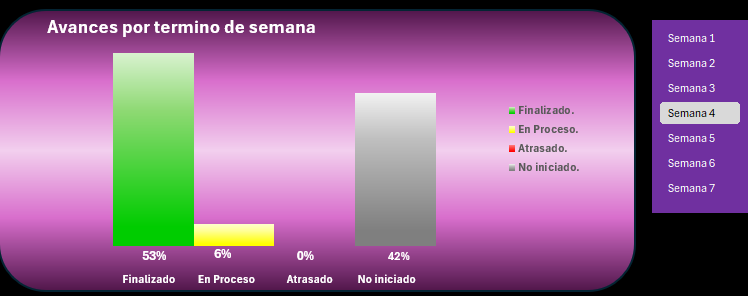 Avances por termino de semana
Finalizado.
En Proceso.
Atrasado.
No iniciado.
53%
6%
0%
42%
Finalizado
En Proceso
Atrasado
No iniciado
Semana 1
Semana 2
Semana 3
Semana 4
Semana 5
Semana 6
Semana 7